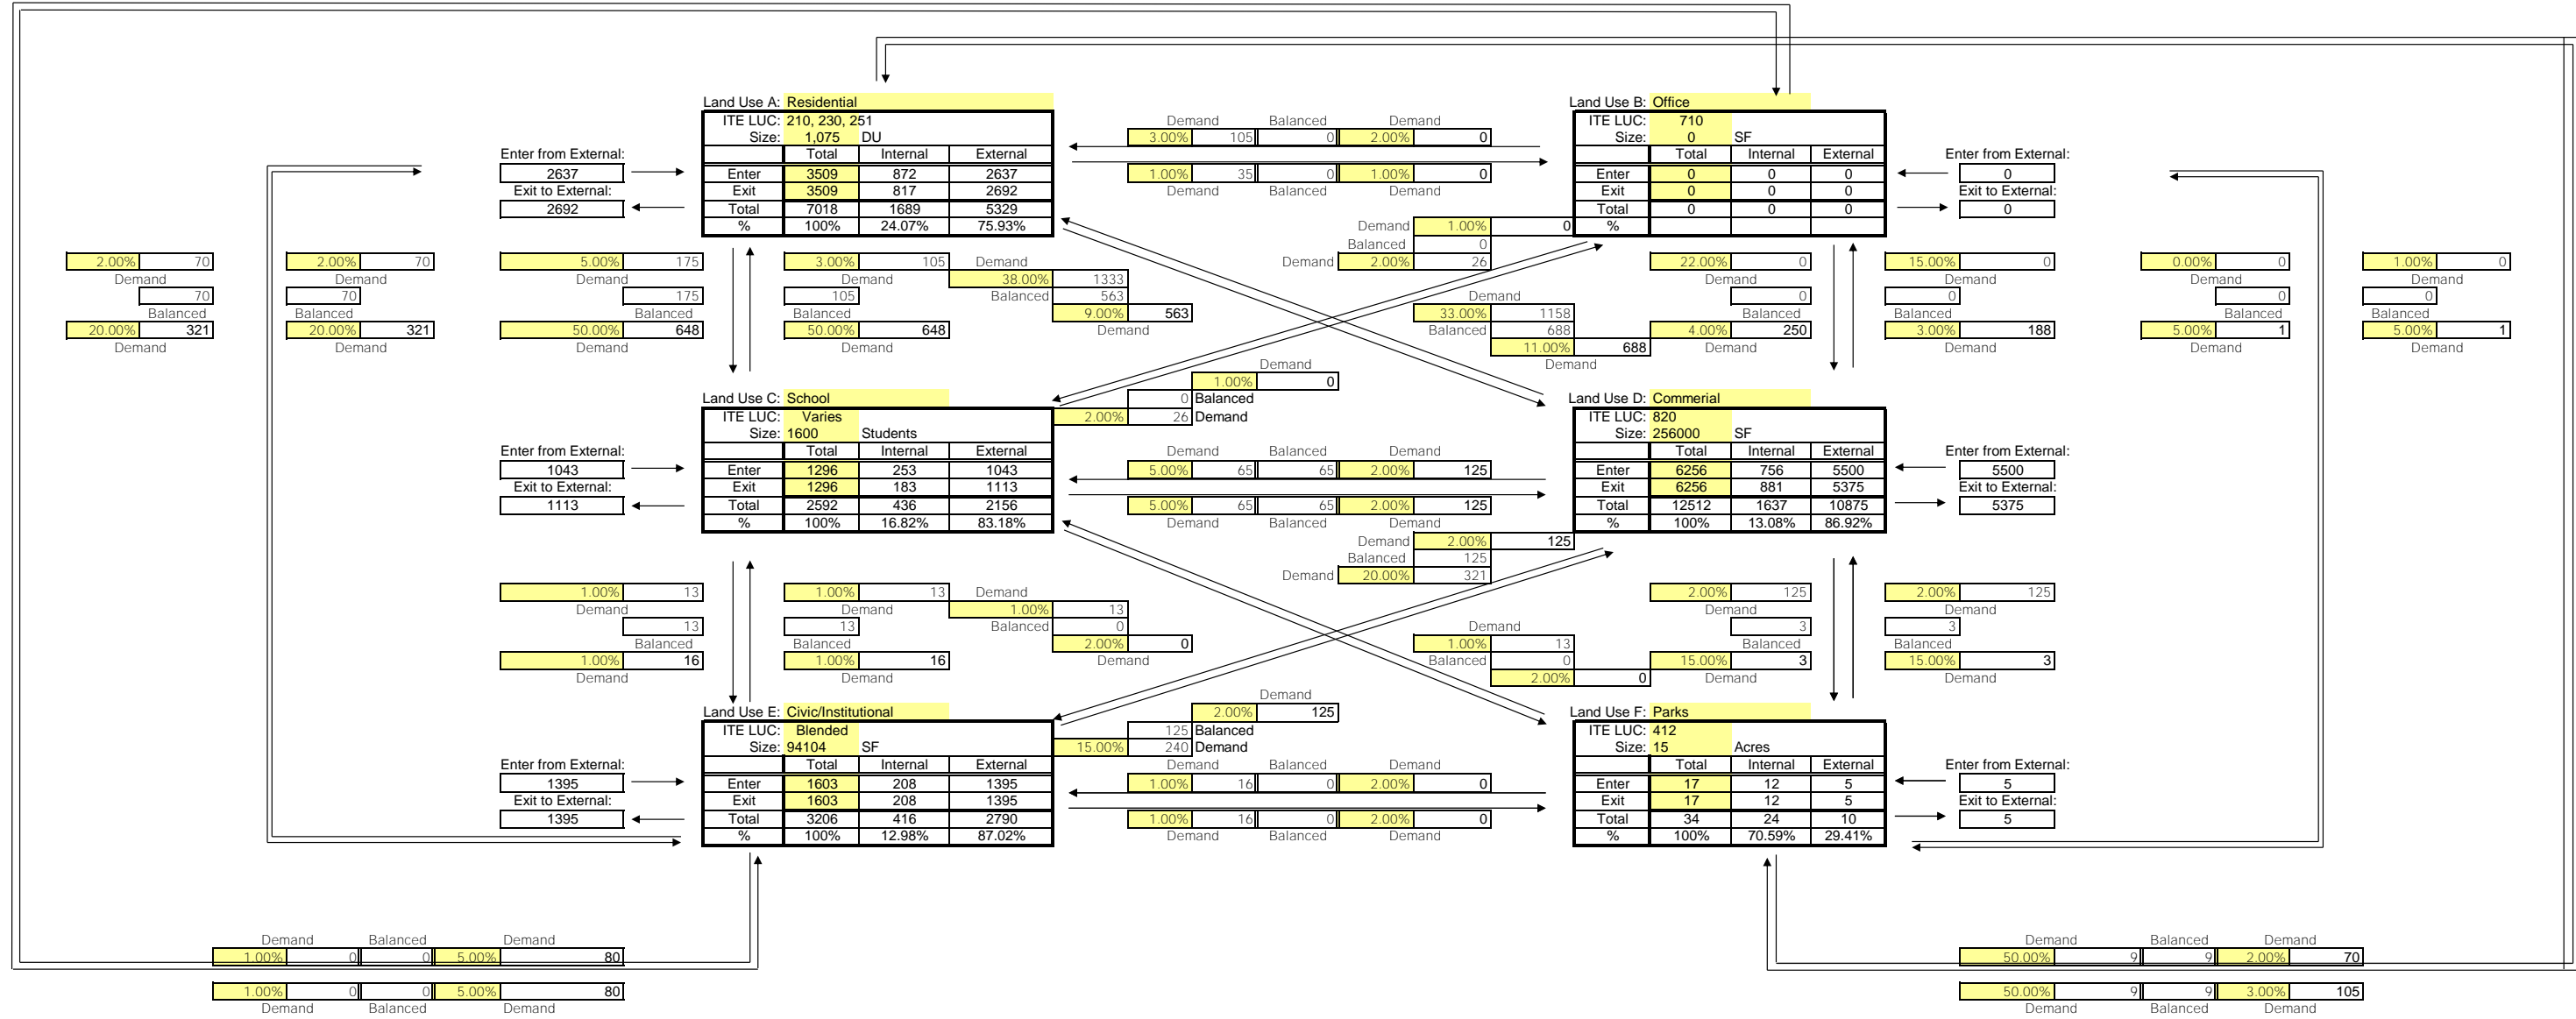 Land Use A: Residential
ITE LUC: 210, 230, 251
Size: 1,075 DU
Total Internal External
Enter 3509 872 2637
Exit 3509 817 2692
Total 7018 1689 5329
% 100% 24.07% 75.93%
Enter from External:
2637
Exit to External:
2692
Demand Balanced Demand
3.00% 105 0 2.00% 0
1.00% 35 0 1.00% 0
Demand Balanced Demand
Land Use B: Office
ITE LUC: 710
Size: 0 SF
Total Internal External
Enter 0 0 0
Exit 0 0 0
Total 0 0 0
%
Enter from External:
0
Exit to External:
0
Demand 1.00% 0
Balanced 0
Demand 2.00% 26
2.00% 70
Demand
70
Balanced
20.00% 321
Demand
2.00% 70
Demand
70
Balanced
20.00% 321
Demand
5.00% 175
Demand
175
Balanced
50.00% 648
Demand
3.00% 105
Demand
105
Balanced
50.00% 648
Demand
Demand
38.00% 1333
Balanced 563
9.00% 563
Demand
Demand
33.00% 1158
Balanced 688
11.00% 688
Demand
22.00% 0
Demand
0
Balanced
4.00% 250
Demand
15.00% 0
Demand
0
Balanced
3.00% 188
Demand
0.00% 0
Demand
0
Balanced
5.00% 1
Demand
1.00% 0
Demand
0
Balanced
5.00% 1
Demand
Demand
1.00% 0
0 Balanced
2.00% 26 Demand
Land Use C: School
ITE LUC: Varies
Size: 1600 Students
Total Internal External
Enter 1296 253 1043
Exit 1296 183 1113
Total 2592 436 2156
% 100% 16.82% 83.18%
Enter from External:
1043
Exit to External:
1113
Demand Balanced Demand
5.00% 65 65 2.00% 125
5.00% 65 65 2.00% 125
Demand Balanced Demand
Land Use D: Commerial
ITE LUC: 820
Size: 256000 SF
Total Internal External
Enter 6256 756 5500
Exit 6256 881 5375
Total 12512 1637 10875
% 100% 13.08% 86.92%
Enter from External:
5500
Exit to External:
5375
Demand 2.00% 125
Balanced 125
Demand 20.00% 321
1.00% 13
Demand
13
Balanced
1.00% 16
Demand
1.00% 13
Demand
13
Balanced
1.00% 16
Demand
Demand
1.00% 13
Balanced 0
2.00% 0
Demand
Demand
1.00% 13
Balanced 0
2.00% 0
2.00% 125
Demand
3
Balanced
15.00% 3
Demand
2.00% 125
Demand
3
Balanced
15.00% 3
Demand
Demand
2.00% 125
125 Balanced
15.00% 240 Demand
Land Use E: Civic/Institutional
ITE LUC: Blended
Size: 94104 SF
Total Internal External
Enter 1603 208 1395
Exit 1603 208 1395
Total 3206 416 2790
% 100% 12.98% 87.02%
Enter from External:
1395
Exit to External:
1395
Demand Balanced Demand
1.00% 16 0 2.00% 0
1.00% 16 0 2.00% 0
Demand Balanced Demand
Land Use F: Parks
ITE LUC: 412
Size: 15 Acres
Total Internal External
Enter 17 12 5
Exit 17 12 5
Total 34 24 10
% 100% 70.59% 29.41%
Enter from External:
5
Exit to External:
5
Demand Balanced Demand
1.00% 0 0 5.00% 80
1.00% 0 0 5.00% 80
Demand Balanced Demand
Demand Balanced Demand
50.00% 9 9 2.00% 70
50.00% 9 9 3.00% 105
Demand Balanced Demand